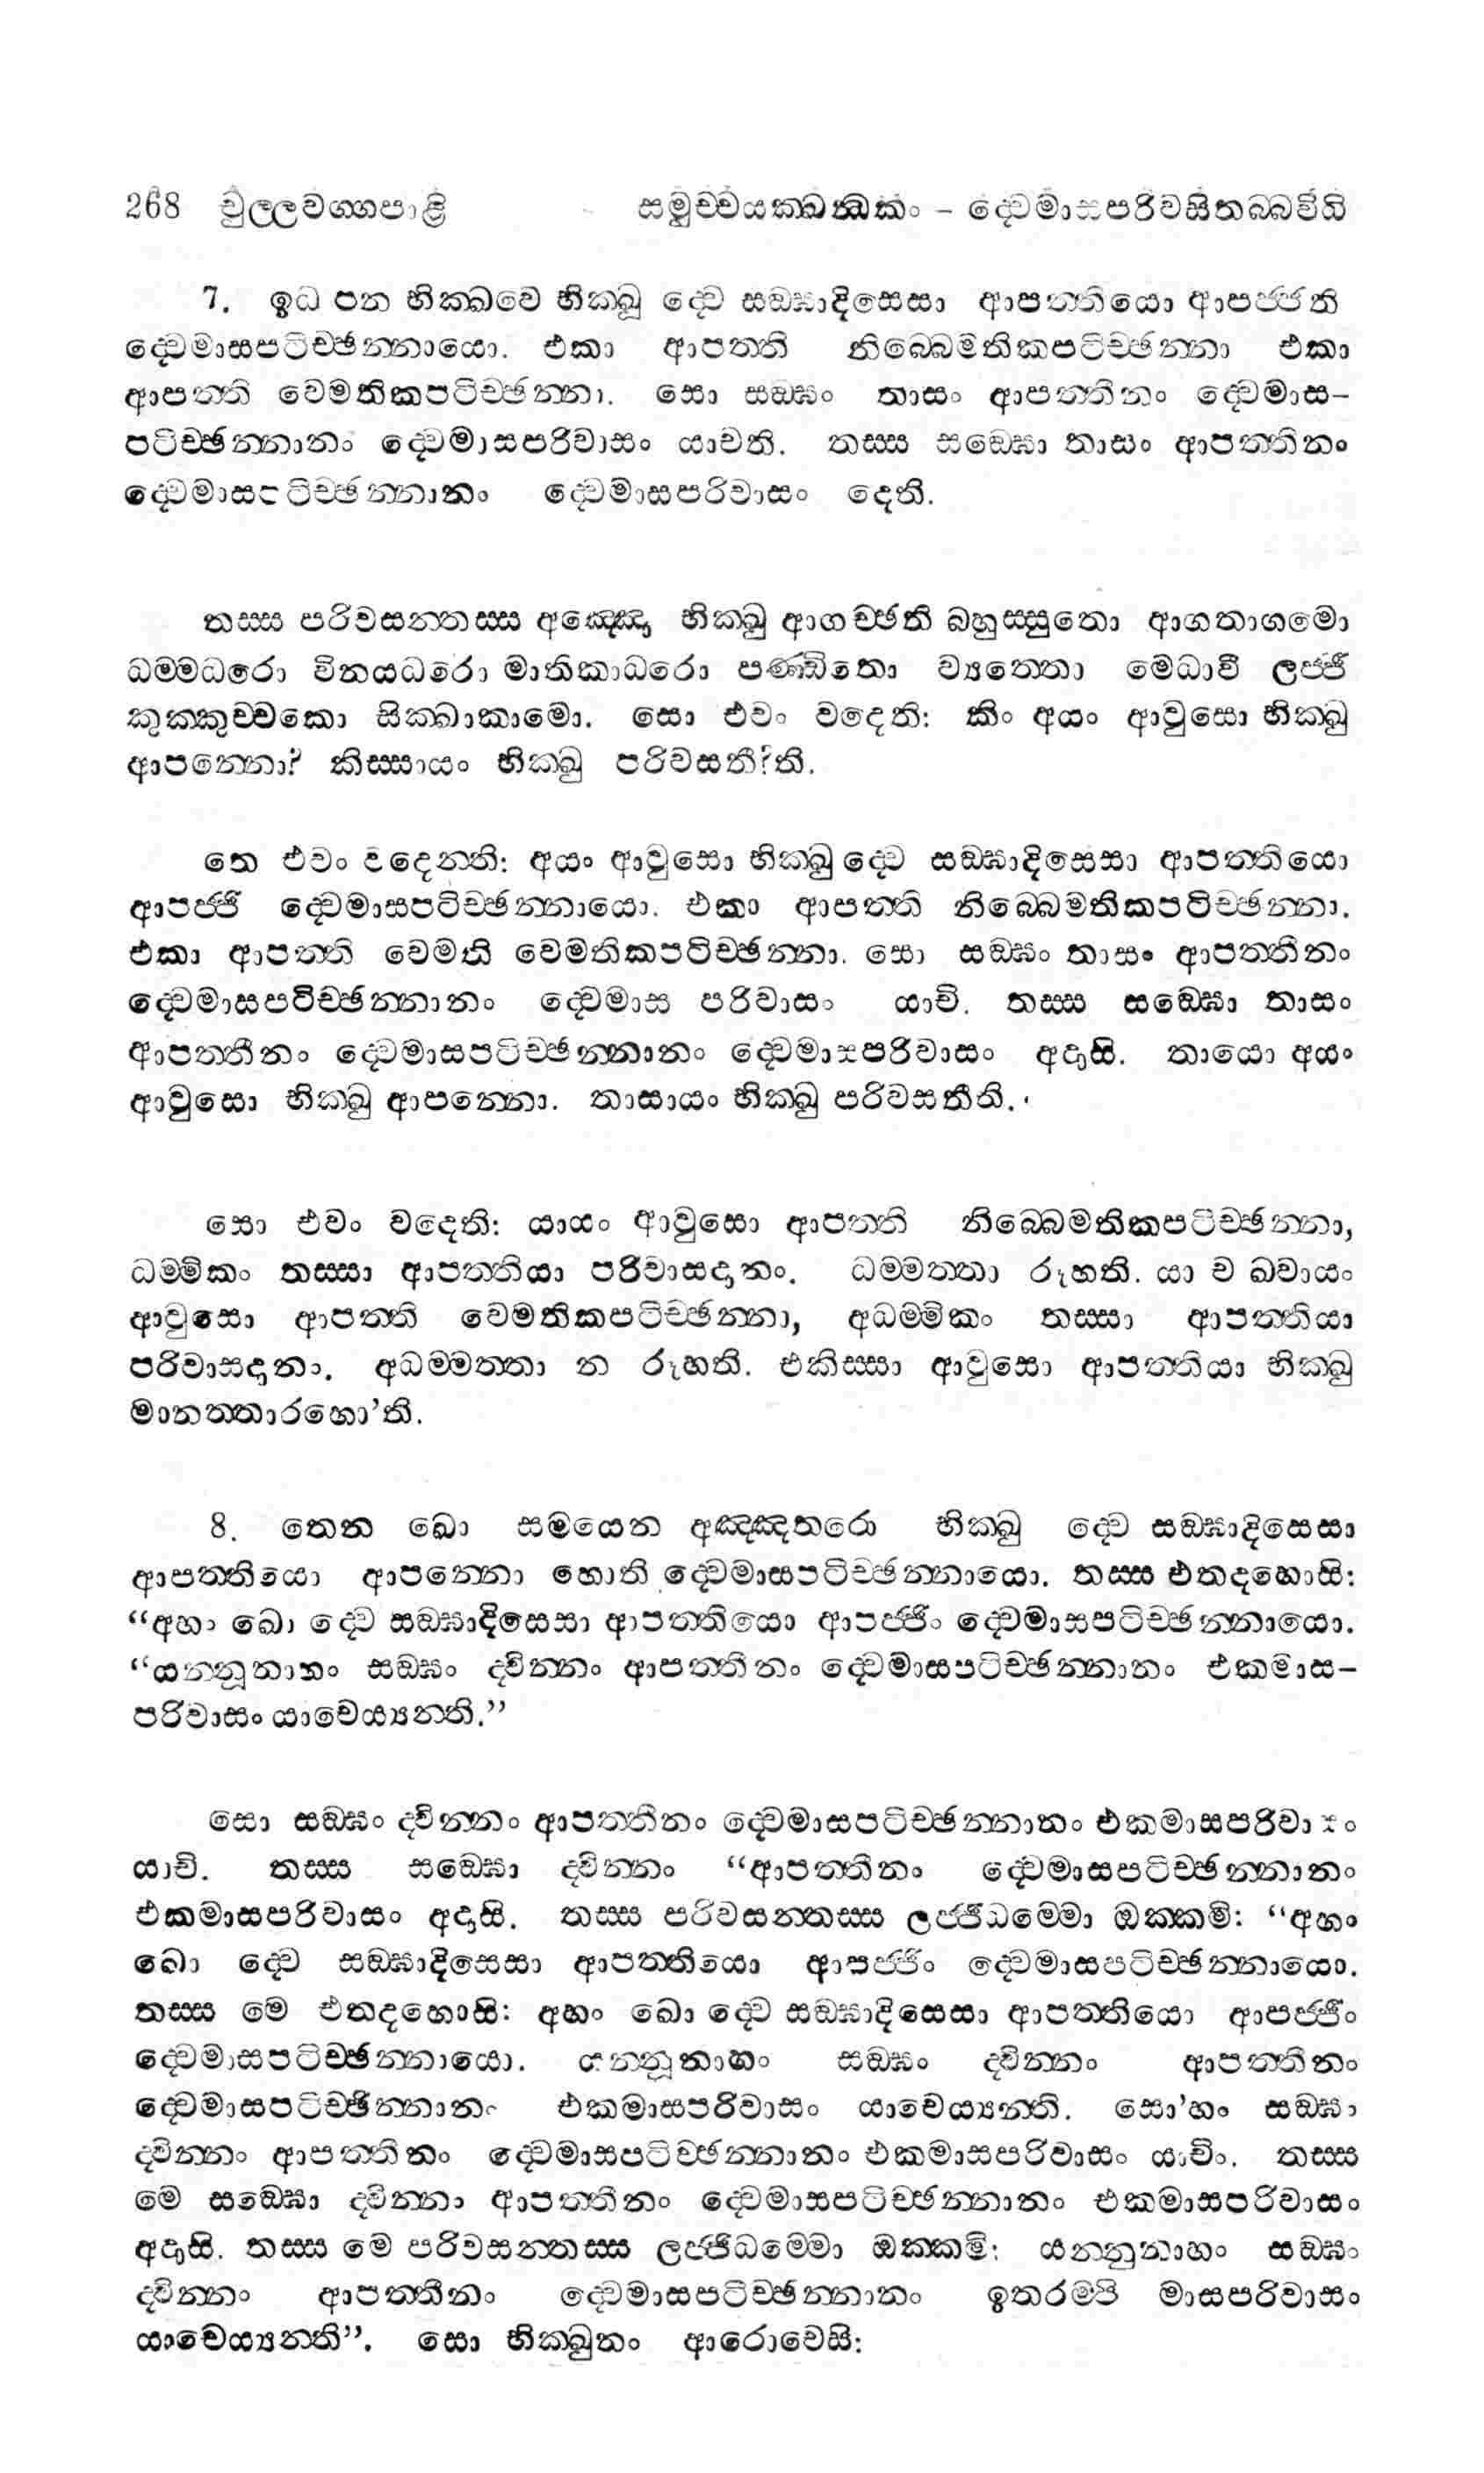 268 චුල්ලවග්ගපාළි සමුච්චයක්ඛන්ධකං – ද්වෙමාසපරිවසිතබ්බවිධි
7. ඉධ පන භික්ඛවෙ භික්ඛූ ද්වෙ සඞ්ඝාදිසෙසා ආපත්තියො ආපජ්ජති
ද්වෙමාසපටිච්ඡන්නායො. එකා ආපත්ති නිබ්බෙමතිකපටිච්ඡන්නා එකා
ආපත්ති වෙමතිකපටිච්ඡන්නා. සො සඞ්ඝං තාසං ආපත්තිනං ද්වෙමාස–
පටිච්ඡන්නානං ද්වෙමාසපරිවාසං යාචති. තස්ස සඞ්ඝො තාසං ආපත්තිනං
ද්වෙමාසපටිච්ඡන්නානං ද්වෙමාසපරිවාසං දෙති.
තස්ස පරිවසන්තස්ස අඤ්ඤො භික්ඛු ආගච්ඡති බහුස්සුතො ආගතාගමො
ධම්මධරො විනයධරො මාතිකාධරො පණ්ඩිතො ව්‍යත්තො මෙධාවී ලජ්ජී
කුක්කුච්චකො සික්ඛාකාමො. සො එවං වදෙති: කිං අයං ආවුසො භික්ඛු
ආපන්නො? කිස්සායං භික්ඛු පරිවසතී?ති.
තෙ එවං වදෙන්ති: අයං ආවුසො භික්ඛු ද්වෙ සඞ්ඝාදිසෙසා ආපත්තියො
ආපජ්ජි ද්වෙමාසපටිච්ඡන්නායො. එකා ආපත්ති නිබ්බෙමතිකපටිච්ඡන්නා.
එකා ආපත්ති වෙමති වෙමතිකපටිච්ඡන්නා. සො සඞ්ඝං තාසං ආපත්තීනං
ද්වෙමාසපටිච්ඡන්නානං ද්වෙමාස පරිවාසං යාචි. තස්ස සඞ්ඝො තාසං
ආපත්තීනං ද්වෙමාසපටිච්ඡන්නානං ද්වෙමාසපරිවාසං අදාසි. තායො අයං
ආවුසො භික්ඛු ආපන්නො. තාසායං භික්ඛු පරිවසතීති.
සො එවං වදෙති: යායං ආවුසො ආපත්ති නිබ්බෙමතිකපටිච්ඡන්නා,
ධම්මිකං තස්සා ආපත්තියා පරිවාසදානං. ධම්මත්තා රූහති. යා ච ඛ්වායං
ආවුසො ආපත්ති වෙමතිකපටිච්ඡන්නා, අධම්මිකං තස්සා ආපත්තියා
පරිවාසදානං. අධම්මත්තා න රූහති. එකිස්සා ආවුසො ආපත්තියා භික්ඛු
මානත්තාරහො’ති.
8. තෙන ඛො සමයෙන අඤ්ඤතරො භික්ඛු ද්වෙ සඞ්ඝාදිසෙසා
ආපත්තියො ආපන්නො හොති ද්වෙමාසපටිච්ඡන්නායො. තස්ස එතදහොසි:
“අහං ඛො ද්වෙ සඞ්ඝාදිසෙසා ආපත්තියො ආපජ්ජිං ද්වෙමාසපටිච්ඡන්නායො.
“යන්නූනාහං සඞ්ඝං ද්වින්නං ආපත්තීනං ද්වෙමාසපටිච්ඡන්නානං එකමාස–
පරිවාසං යාචෙය්‍යන්ති.”
සො සඞ්ඝං ද්වින්නං ආපත්තීනං ද්වෙමාසපටිච්ඡන්නානං එකමාසපරිවාසං
යාචි. තස්ස සඞ්ඝො ද්වින්නං “ආපත්තීනං ද්වෙමාසපටිච්ඡන්නානං
එකමාසපරිවාසං අදාසි. තස්ස පරිවසන්තස්ස ලජ්ජීධම්මො ඔක්කමි: “අහං
ඛො ද්වෙ සඞ්ඝාදිසෙසා ආපත්තියො ආපජ්ජිං ද්වෙමාසපටිච්ඡන්නායො.
තස්ස මෙ එතදහොසි: අහං ඛො ද්වෙ සඞ්ඝාදිසෙසා ආපත්තියො ආපජ්ජිං
ද්වෙමාසපටිච්ඡන්නායො. යන්නූනාහං සඞ්ඝං ද්වින්නං ආපත්තීනං
ද්වෙමාසපටිච්ඡින්නානං එකමාසපරිවාසං යාචෙය්‍යන්ති. සො’හං සඞ්ඝං
ද්වින්නං ආපත්තිනං ද්වෙමාසපටිච්ඡන්නානං එකමාසපරිවාසං යාචිං. තස්ස
මෙ සඞ්ඝො ද්වින්නං ආපත්තීනං ද්වෙමාසපටිච්ඡන්නානං එකමාසපරිවාසං
අදාසි. තස්ස මෙ පරිවසන්තස්ස ලජ්ජිධම්මො ඔක්කමි: යන්නුනාහං සඞ්ඝං
ද්වින්නං ආපත්තීනං ද්වෙමාසපටිච්ඡන්නානං ඉතරම්පි මාසපරිවාසං
යාචෙය්‍යන්ති”. සො භික්ඛුනං ආරොචෙසි: